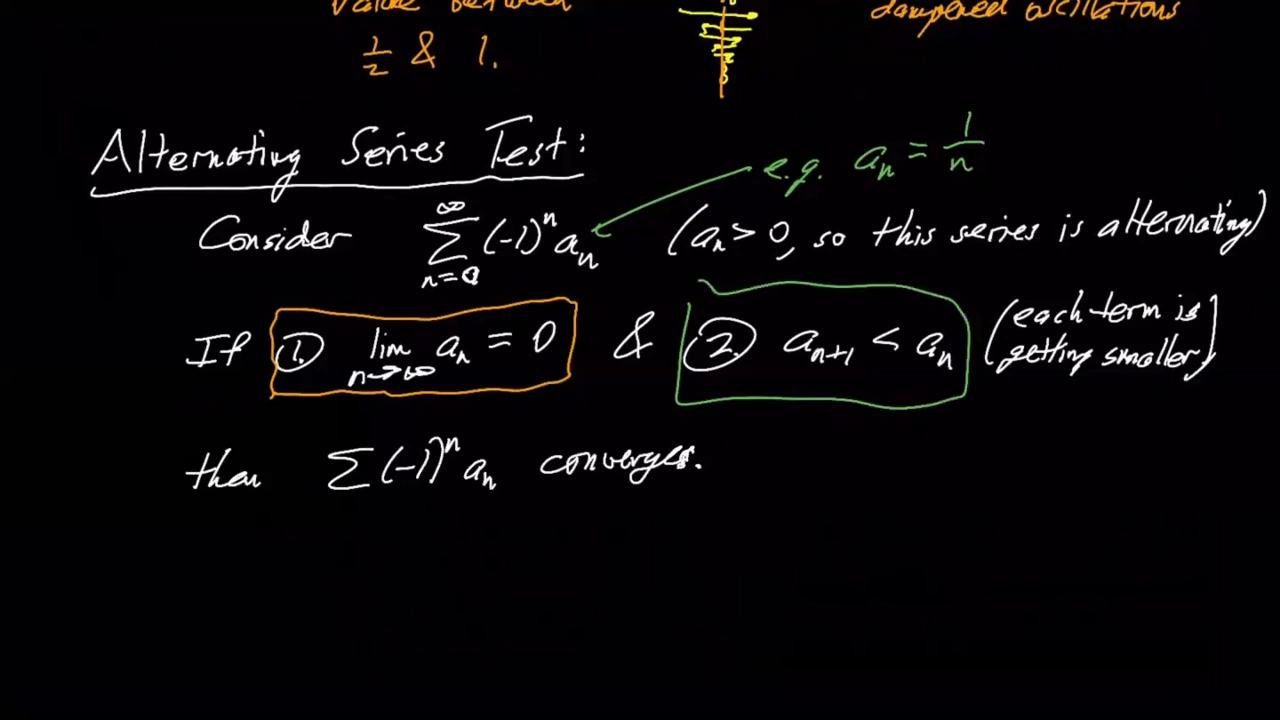 value between
1/2 & 1.
dampered oscillations
Alternating Series Test:
e.g. aₙ = 1/n
Consider ∑_{n=0}^{∞} (-1)ⁿ aₙ (aₙ > 0, so this series is alternating)
If ①. lim_{n→∞} aₙ = 0 & ②. aₙ₊₁ < aₙ (each term is getting smaller)
then ∑ (-1)ⁿ aₙ converges.